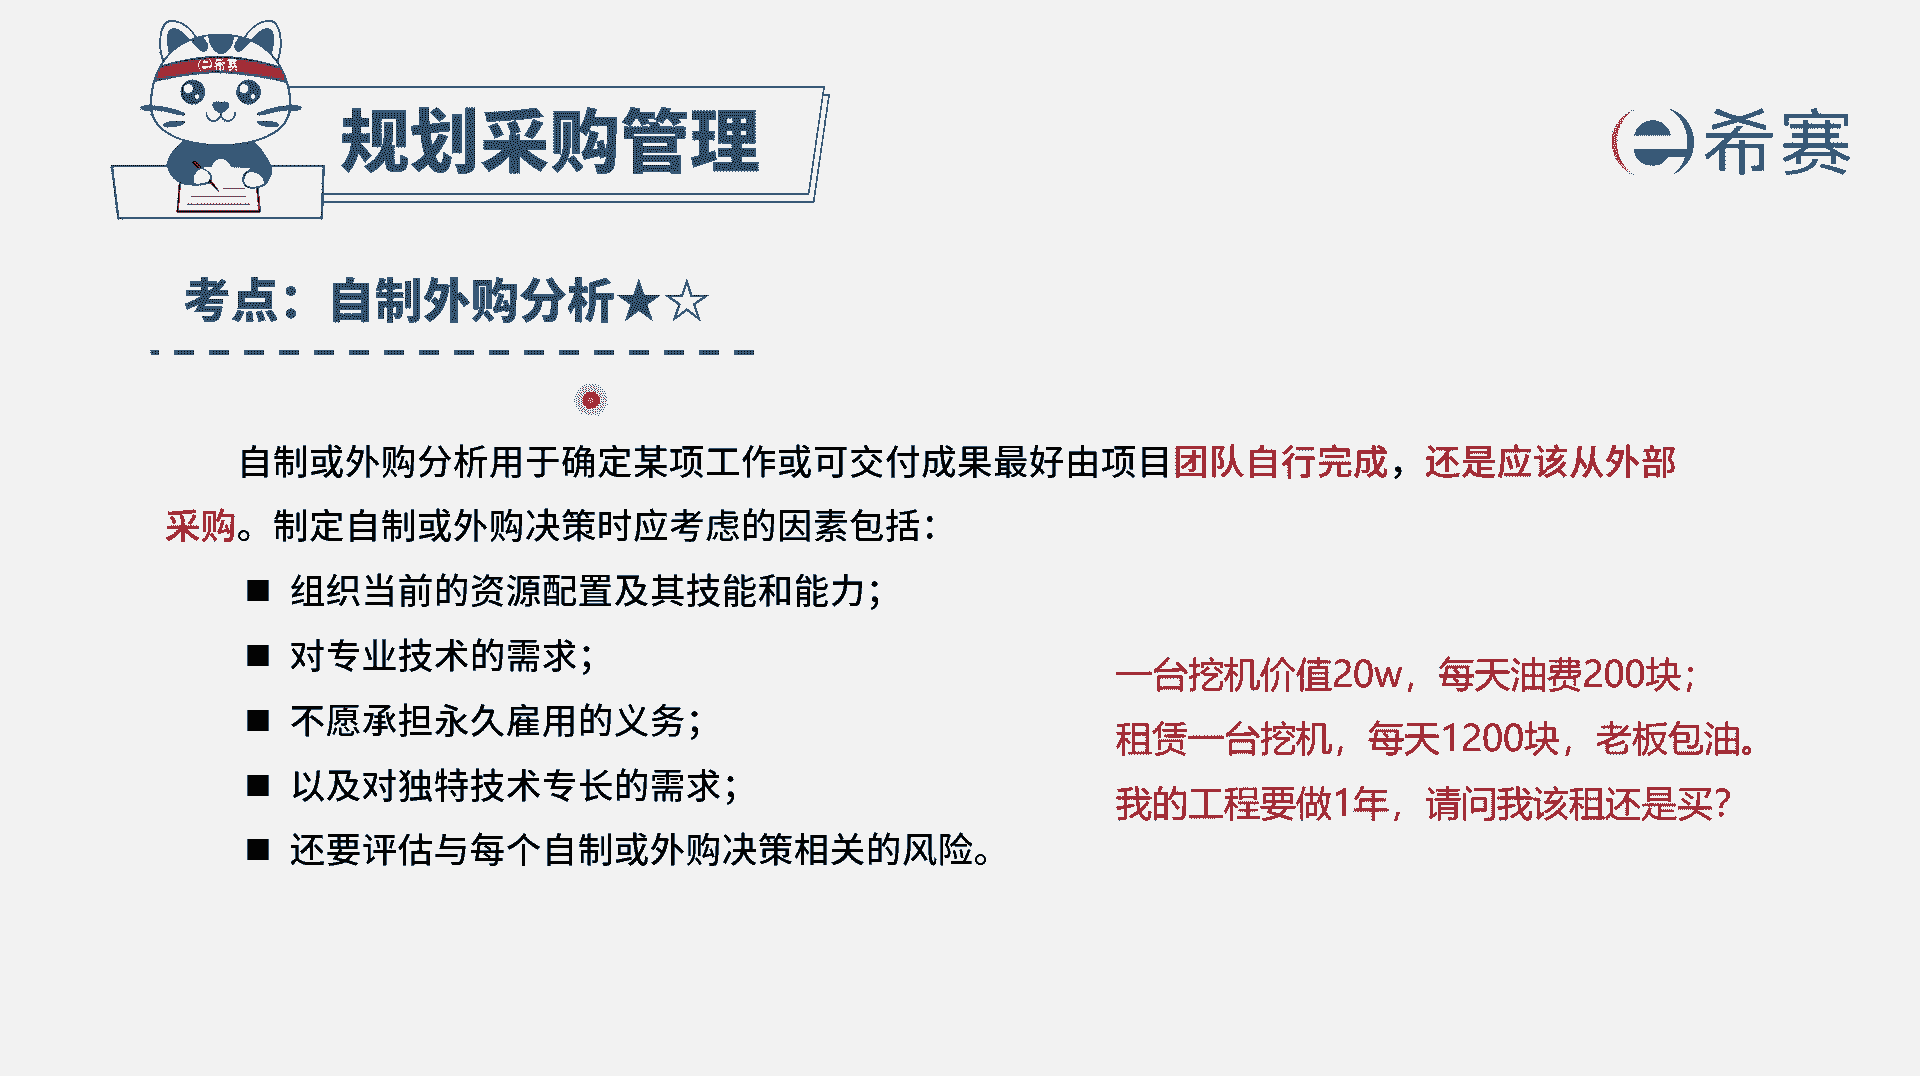 e希赛
规划采购管理
e希赛
考点：自制外购分析★☆
自制或外购分析用于确定某项工作或可交付成果最好由项目团队自行完成，还是应该从外部
采购。制定自制或外购决策时应考虑的因素包括：
■ 组织当前的资源配置及其技能和能力；
■ 对专业技术的需求；
■ 不愿承担永久雇用的义务；
■ 以及对独特技术专长的需求；
■ 还要评估与每个自制或外购决策相关的风险。
一台挖机价值20w，每天油费200块；
租赁一台挖机，每天1200块，老板包油。
我的工程要做1年，请问我该租还是买？